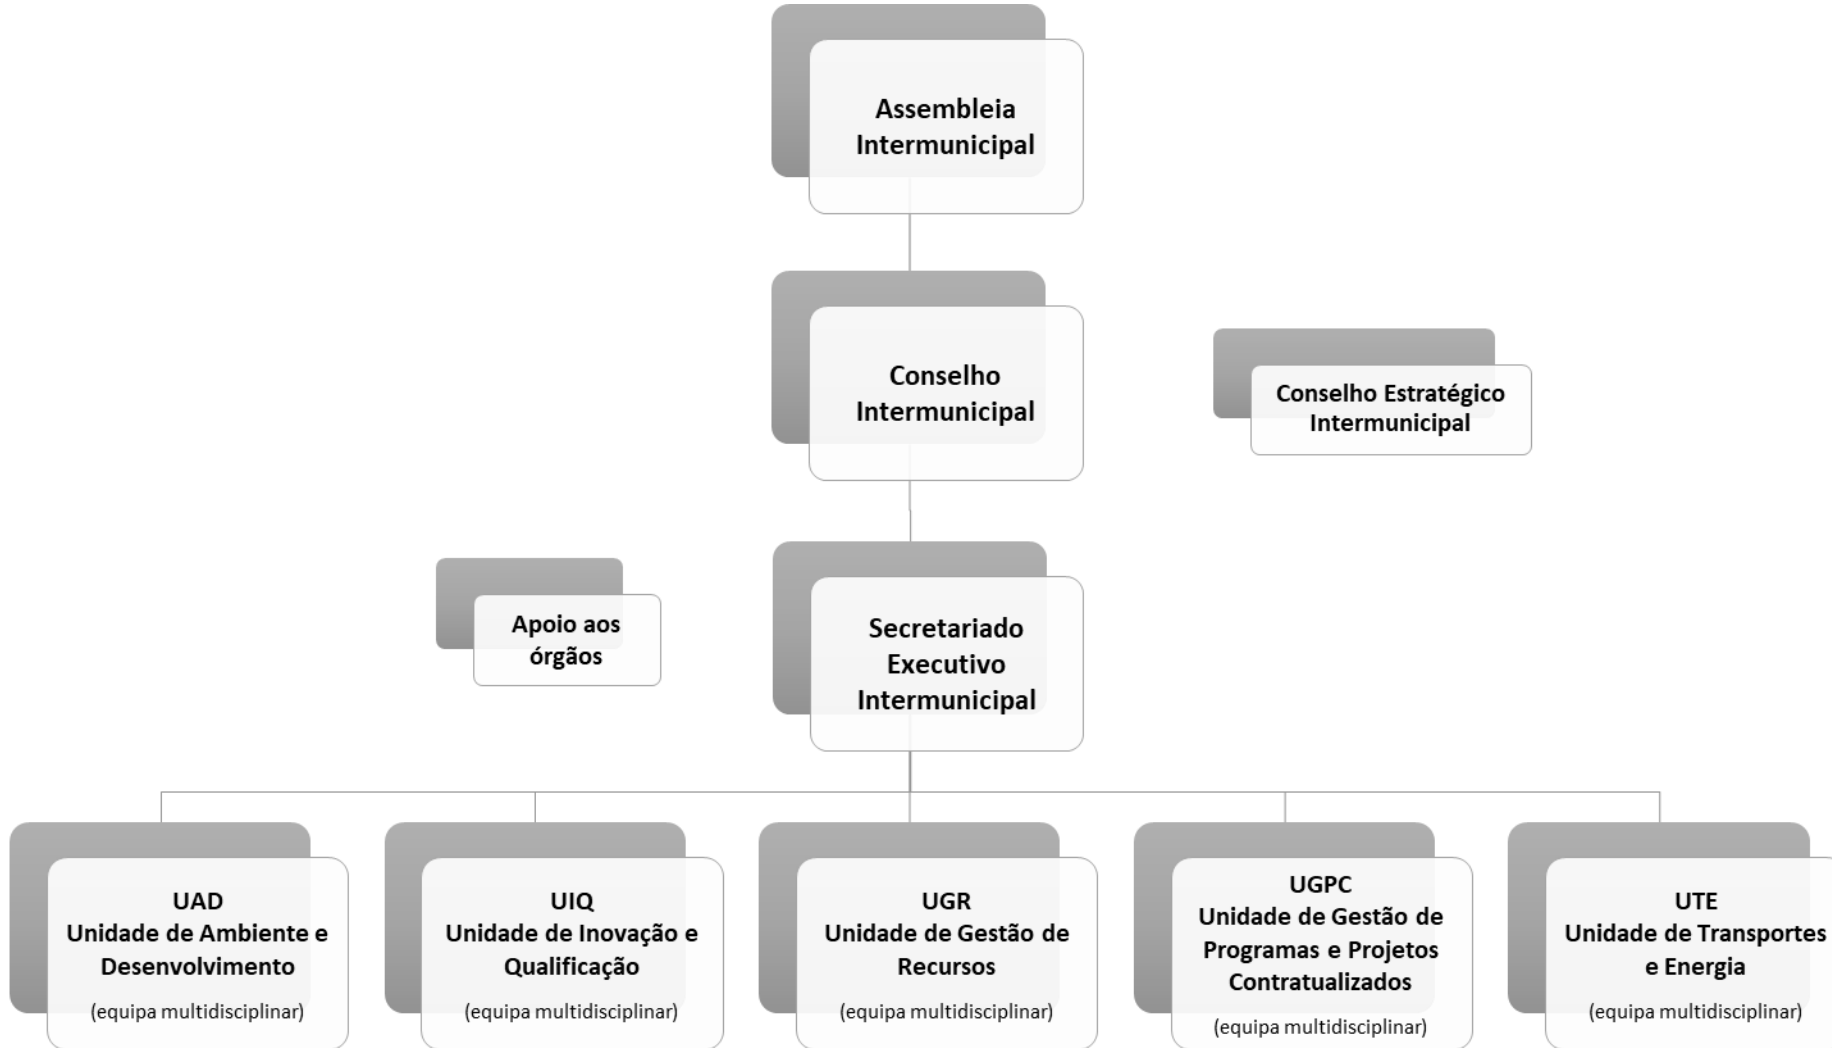 Assembleia
Intermunicipal
Conselho
Intermunicipal
Conselho Estratégico
Intermunicipal
Apoio aos
órgãos
Secretariado
Executivo
Intermunicipal
UAD
Unidade de Ambiente e
Desenvolvimento
(equipa multidisciplinar)
UIQ
Unidade de Inovação e
Qualificação
(equipa multidisciplinar)
UGR
Unidade de Gestão de
Recursos
(equipa multidisciplinar)
UGPC
Unidade de Gestão de
Programas e Projetos
Contratualizados
(equipa multidisciplinar)
UTE
Unidade de Transportes
e Energia
(equipa multidisciplinar)